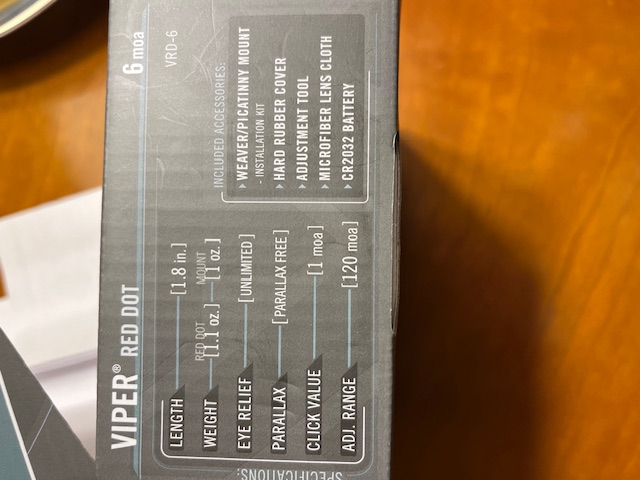 VIPER® RED DOT
6 moa
VRD-6
SPECIFICATIONS:
LENGTH [1.8 in.]
RED DOT MOUNT
WEIGHT [1.1 oz.] [1 oz.]
EYE RELIEF [UNLIMITED]
PARALLAX [PARALLAX FREE]
CLICK VALUE [1 moa]
ADJ. RANGE [120 moa]
INCLUDED ACCESSORIES:
▸ WEAVER/PICATINNY MOUNT
- INSTALLATION KIT
▸ HARD RUBBER COVER
▸ ADJUSTMENT TOOL
▸ MICROFIBER LENS CLOTH
▸ CR2032 BATTERY